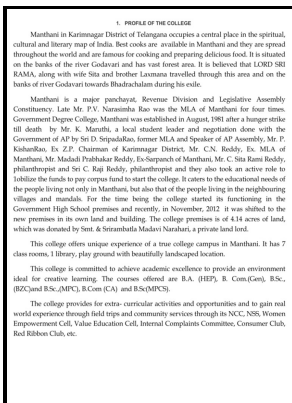 1. PROFILE OF THE COLLEGE
Manthani in Karimnagar District of Telangana occupies a central place in the spiritual,
cultural and literary map of India. Best cooks are available in Manthani and they are spread
throughout the world and are famous for cooking and preparing delicious food. It is situated
on the banks of the river Godavari and has vast forest area. It is believed that LORD SRI
RAMA, along with wife Sita and brother Laxmana travelled through this area and on the
banks of river Godavari towards Bhadrachalam during his exile.
Manthani is a major panchayat, Revenue Division and Legislative Assembly
Constituency. Late Mr. P.V. Narasimha Rao was the MLA of Manthani for four times.
Government Degree College, Manthani was established in August, 1981 after a hunger strike
till death by Mr. K. Maruthi, a local student leader and negotiation done with the
Government of AP by Sri D. SripadaRao, former MLA and Speaker of AP Assembly, Mr. P.
KishanRao, Ex Z.P. Chairman of Karimnagar District, Mr. C.N. Reddy, Ex. MLA of
Manthani, Mr. Madadi Prabhakar Reddy, Ex-Sarpanch of Manthani, Mr. C. Sita Rami Reddy,
philanthropist and Sri C. Raji Reddy, philanthropist and they also took an active role to
1obilize the funds to pay corpus fund to start the college. It caters to the educational needs of
the people living not only in Manthani, but also that of the people living in the neighbouring
villages and mandals. For the time being the college started its functioning in the
Government High School premises and recently, in November, 2012 it was shifted to the
new premises in its own land and building. The college premises is of 4.14 acres of land,
which was donated by Smt. & Srirambatla Madavi Narahari, a private land lord.
This college offers unique experience of a true college campus in Manthani. It has 7
class rooms, 1 library, play ground with beautifully landscaped location.
This college is committed to achieve academic excellence to provide an environment
ideal for creative learning. The courses offered are B.A. (HEP), B. Com.(Gen), B.Sc.,
(BZC)and B.Sc.,(MPC), B.Com (CA) and B.Sc(MPCS).
The college provides for extra- curricular activities and opportunities and to gain real
world experience through field trips and community services through its NCC, NSS, Women
Empowerment Cell, Value Education Cell, Internal Complaints Committee, Consumer Club,
Red Ribbon Club, etc.